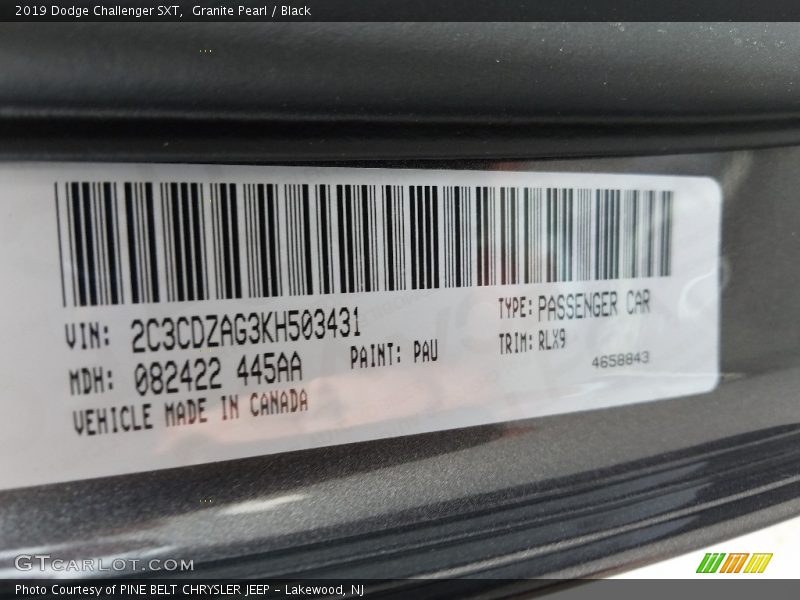 2019 Dodge Challenger SXT, Granite Pearl / Black
VIN: 2C3CDZAG3KH503431
TYPE: PASSENGER CAR
MDH: 082422 445AA
PAINT: PAU
TRIM: RLX9
4658843
VEHICLE MADE IN CANADA
GTCarLot.com
Photo Courtesy of PINE BELT CHRYSLER JEEP - Lakewood, NJ